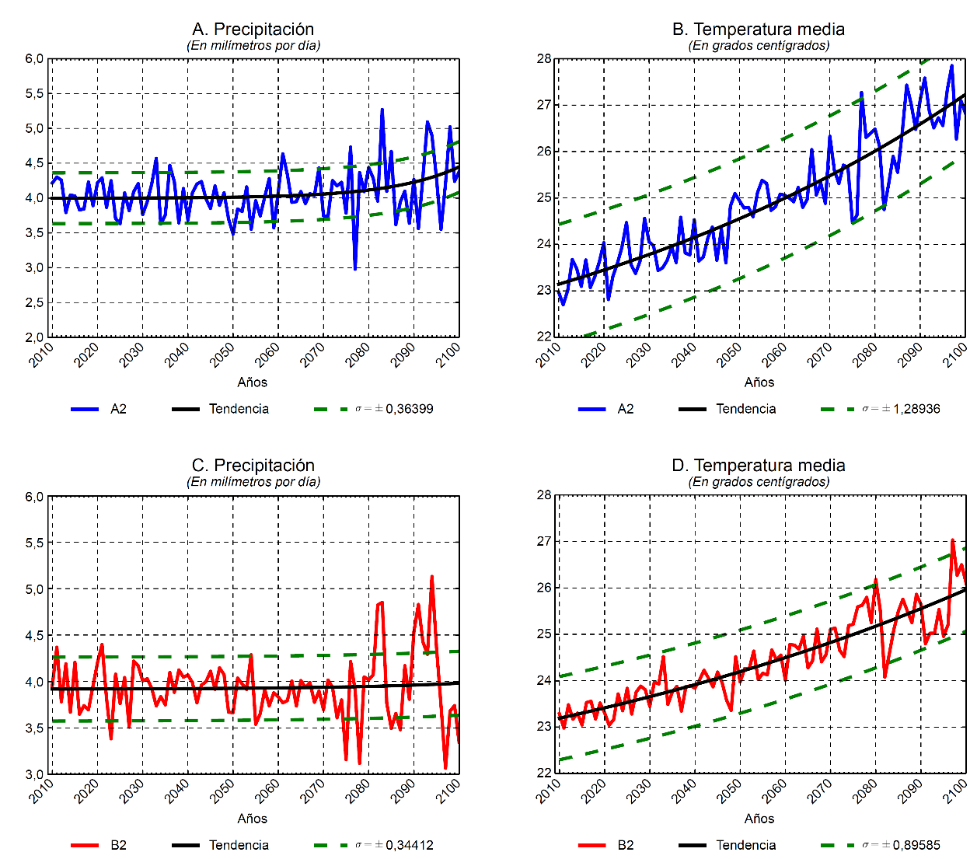 A. Precipitación
(En milímetros por día)
6,0
5,5
5,0
4,5
4,0
3,5
3,0
2,5
2,0
2010 2020 2030 2040 2050 2060 2070 2080 2090 2100
Años
A2 Tendencia σ = ± 0,36399
B. Temperatura media
(En grados centígrados)
28
27
26
25
24
23
22
2010 2020 2030 2040 2050 2060 2070 2080 2090 2100
Años
A2 Tendencia σ = ± 1,28936
C. Precipitación
(En milímetros por día)
6,0
5,5
5,0
4,5
4,0
3,5
3,0
2010 2020 2030 2040 2050 2060 2070 2080 2090 2100
Años
B2 Tendencia σ = ± 0,34412
D. Temperatura media
(En grados centígrados)
28
27
26
25
24
23
22
2010 2020 2030 2040 2050 2060 2070 2080 2090 2100
Años
B2 Tendencia σ = ± 0,89585